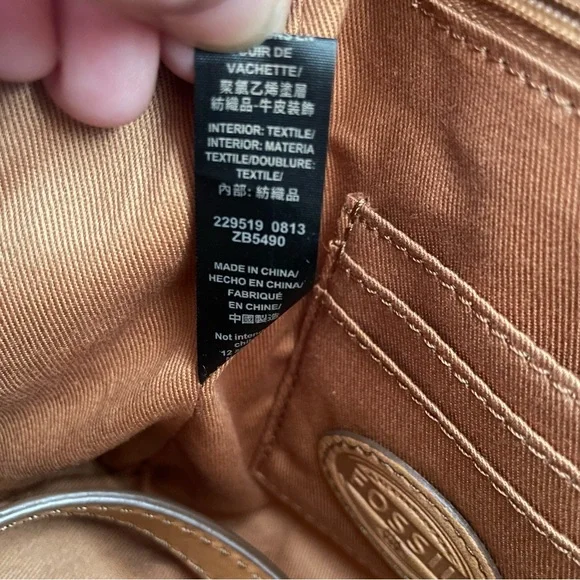 CUIR DE
VACHETTE/
聚氯乙烯塗層
紡織品-牛皮裝飾
INTERIOR: TEXTILE/
INTERIOR: MATERIA
TEXTILE/DOUBLURE:
TEXTILE/
內部: 紡織品
229519 0813
ZB5490
MADE IN CHINA/
HECHO EN CHINA/
FABRIQUÉ
EN CHINE/
中國製造
Not
12
FOSSIL